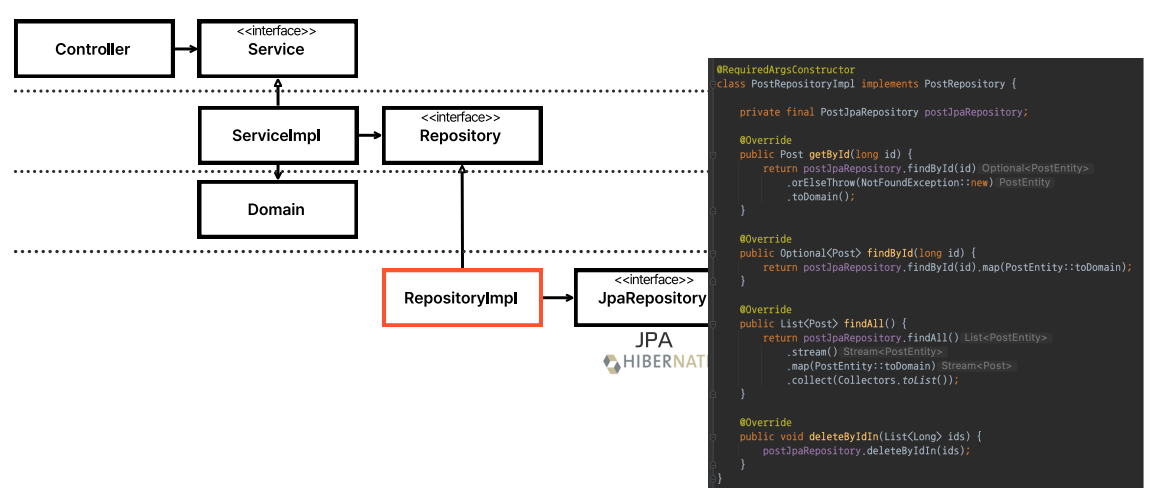 Controller
<<interface>>
Service
ServiceImpl
<<interface>>
Repository
Domain
RepositoryImpl
<<interface>>
JpaRepository
JPA
HIBERNAT
@RequiredArgsConstructor
class PostRepositoryImpl implements PostRepository {
private final PostJpaRepository postJpaRepository;
@Override
public Post getById(long id) {
return postJpaRepository.findById(id) Optional<PostEntity>
.orElseThrow(NotFoundException::new) PostEntity
.toDomain();
}
@Override
public Optional<Post> findById(long id) {
return postJpaRepository.findById(id).map(PostEntity::toDomain);
}
@Override
public List<Post> findAll() {
return postJpaRepository.findAll() List<PostEntity>
.stream() Stream<PostEntity>
.map(PostEntity::toDomain) Stream<Post>
.collect(Collectors.toList());
}
@Override
public void deleteByIdIn(List<Long> ids) {
postJpaRepository.deleteByIdIn(ids);
}
}